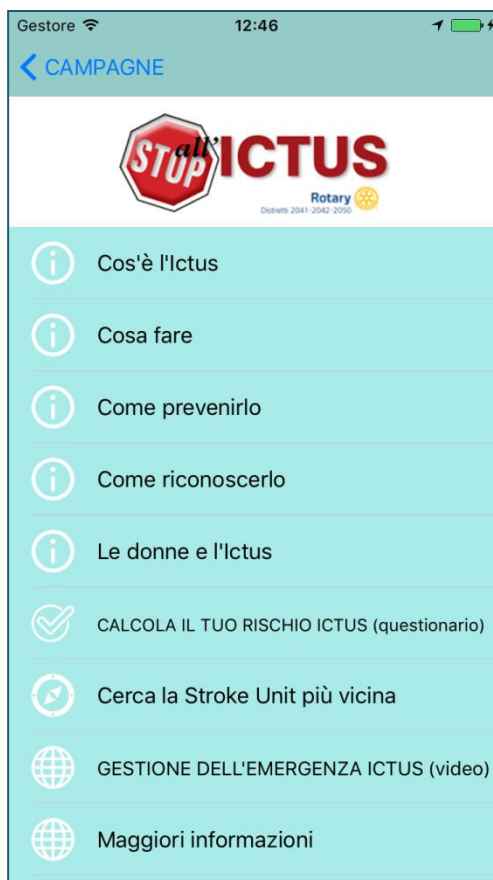 Gestore 12:46
CAMPAGNE
STOP all'ICTUS
Rotary
Distretti 2041-2042-2050
Cos'è l'Ictus
Cosa fare
Come prevenirlo
Come riconoscerlo
Le donne e l'Ictus
CALCOLA IL TUO RISCHIO ICTUS (questionario)
Cerca la Stroke Unit più vicina
GESTIONE DELL'EMERGENZA ICTUS (video)
Maggiori informazioni